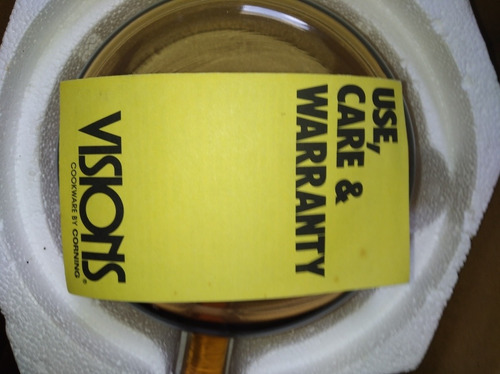 USE,
CARE &
WARRANTY
VISIONS®
COOKWARE BY CORNING